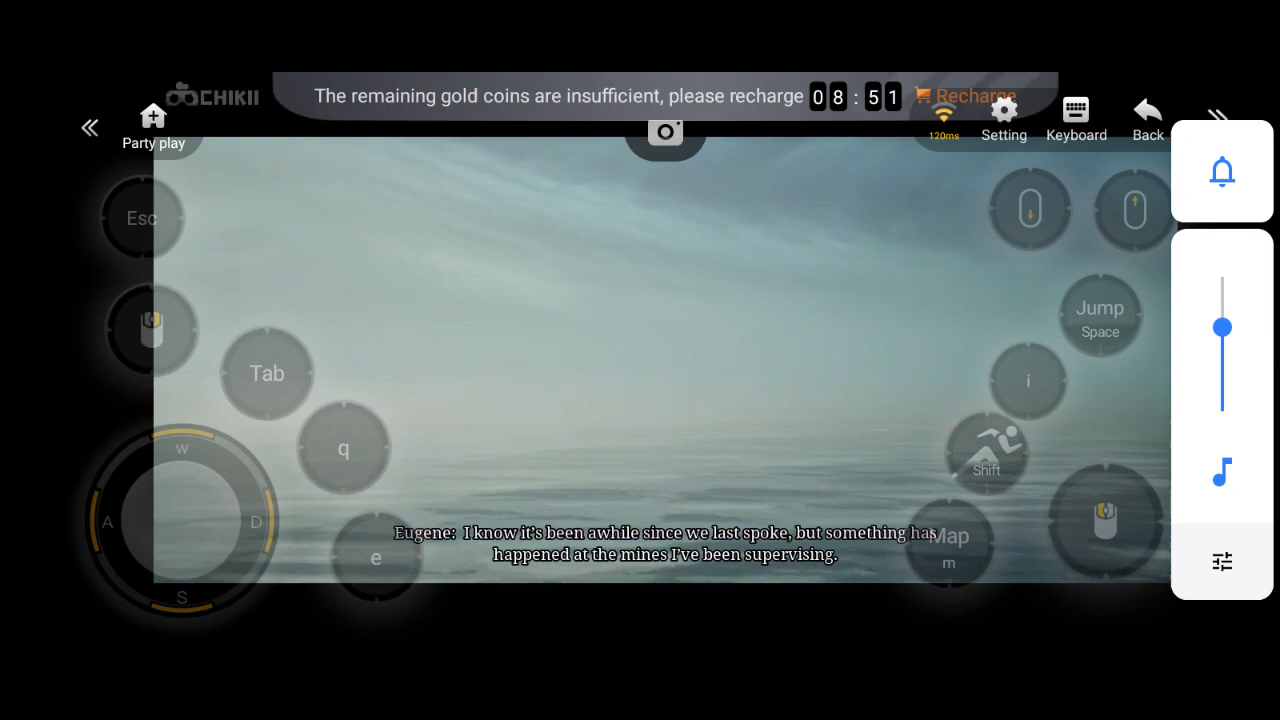 CHIKII
The remaining gold coins are insufficient, please recharge 08:51 Recharge
Party play
120ms
Setting
Keyboard
Back
Esc
Tab
q
e
W
A
D
S
Jump
Space
i
Shift
Map
m
Eugene: I know it's been awhile since we last spoke, but something has
happened at the mines I've been supervising.